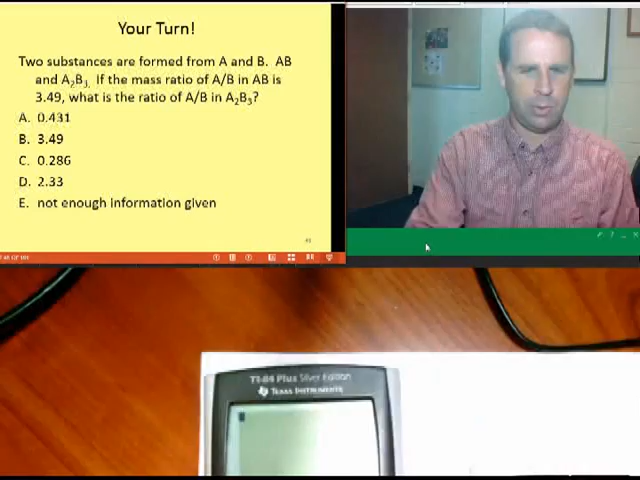 Your Turn!
Two substances are formed from A and B. AB
and A₂B₃. If the mass ratio of A/B in AB is
3.49, what is the ratio of A/B in A₂B₃?
A. 0.431
B. 3.49
C. 0.286
D. 2.33
E. not enough information given
TI-84 Plus Silver Edition
TEXAS INSTRUMENTS